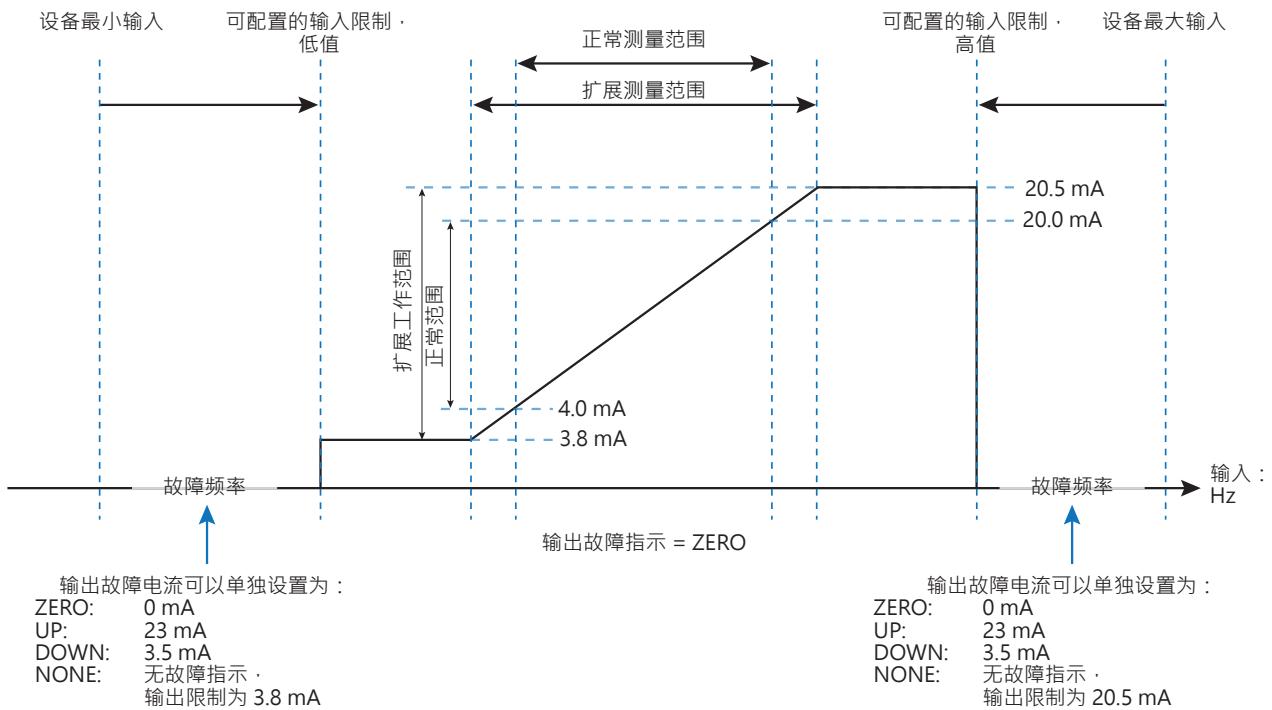 设备最小输入
可配置的输入限制，
低值
正常测量范围
扩展测量范围
可配置的输入限制，
高值
设备最大输入
20.5 mA
20.0 mA
扩展工作范围
正常范围
4.0 mA
3.8 mA
故障频率
故障频率
输入：
Hz
输出故障指示 = ZERO
输出故障电流可以单独设置为：
ZERO: 0 mA
UP: 23 mA
DOWN: 3.5 mA
NONE: 无故障指示，
输出限制为 3.8 mA
输出故障电流可以单独设置为：
ZERO: 0 mA
UP: 23 mA
DOWN: 3.5 mA
NONE: 无故障指示，
输出限制为 20.5 mA